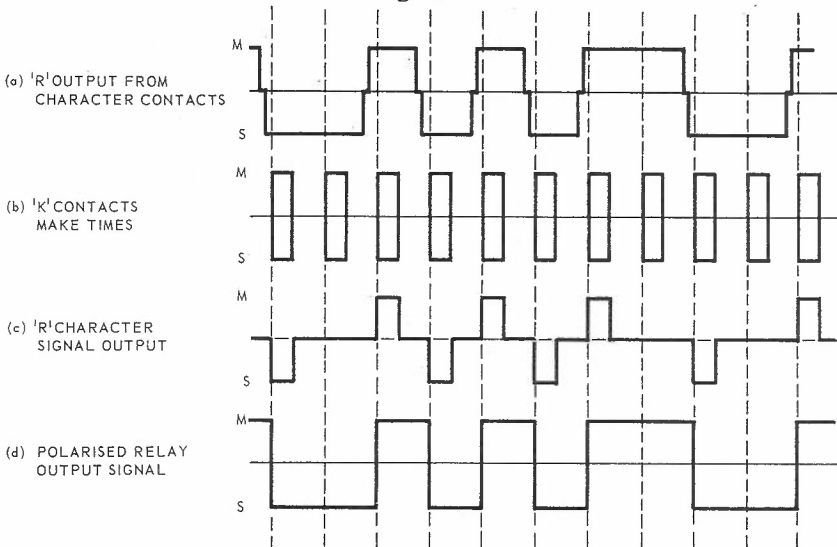 M
(a) 'R' OUTPUT FROM
CHARACTER CONTACTS
S
M
(b) 'K' CONTACTS
MAKE TIMES
S
M
(c) 'R' CHARACTER
SIGNAL OUTPUT
S
M
(d) POLARISED RELAY
OUTPUT SIGNAL
S